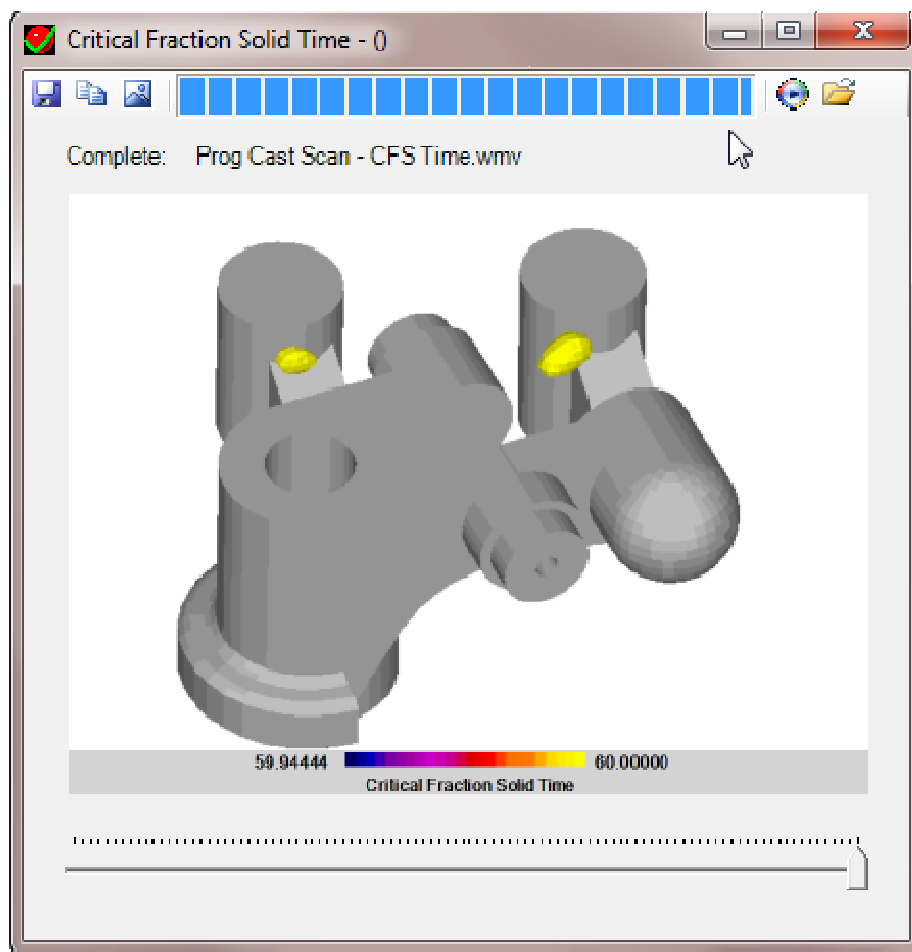 Critical Fraction Solid Time - ()
Complete: Prog Cast Scan - CFS Time.wmv
59.94444 60.00000
Critical Fraction Solid Time